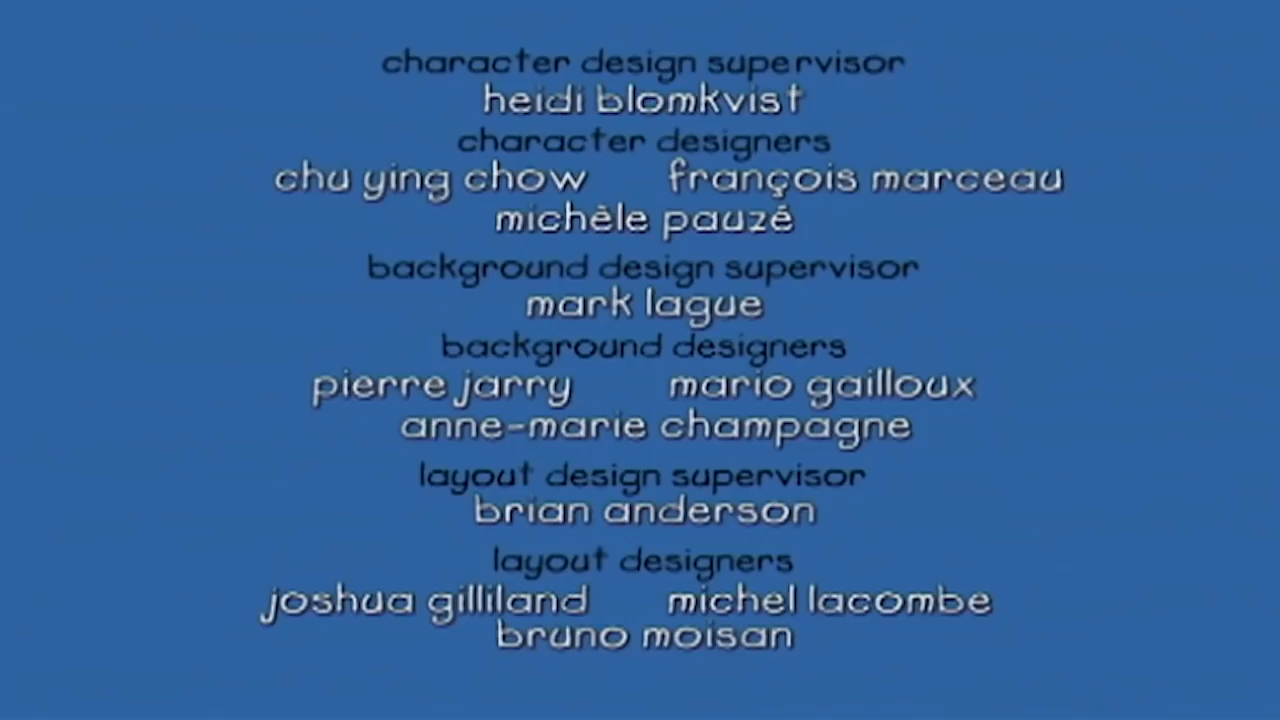 character design supervisor
heidi blomkvist
character designers
chu ying chow françois marceau
michèle pauzé
background design supervisor
mark lague
background designers
pierre jarry mario gailloux
anne-marie champagne
layout design supervisor
brian anderson
layout designers
joshua gilliland michel lacombe
bruno moisan